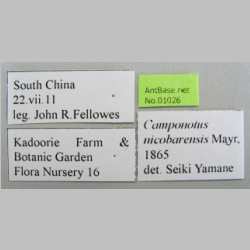 South China
22.vii.11
leg. John R.Fellowes
AntBase.net
No.01026
Kadoorie Farm &
Botanic Garden
Flora Nursery 16
Camponotus
nicobarensis Mayr,
1865
det. Seiki Yamane